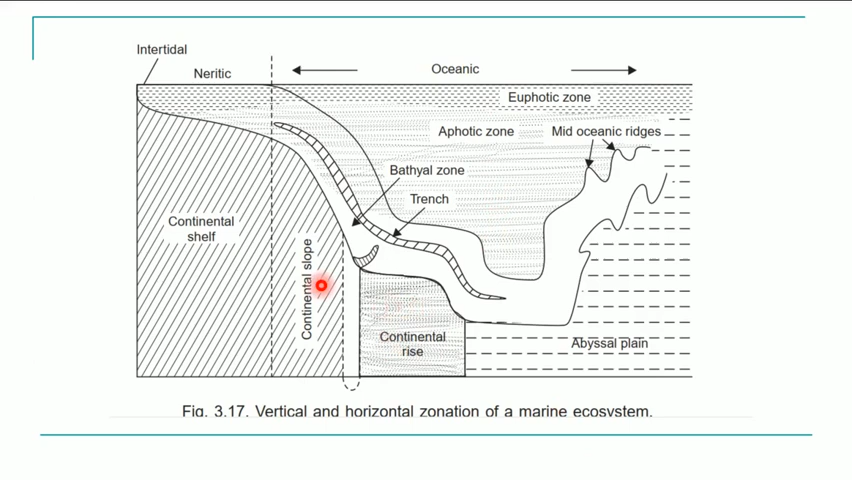 Intertidal
Neritic
Oceanic
Euphotic zone
Aphotic zone
Mid oceanic ridges
Bathyal zone
Trench
Continental
shelf
Continental slope
Continental
rise
Abyssal plain
Fig. 3.17. Vertical and horizontal zonation of a marine ecosystem.